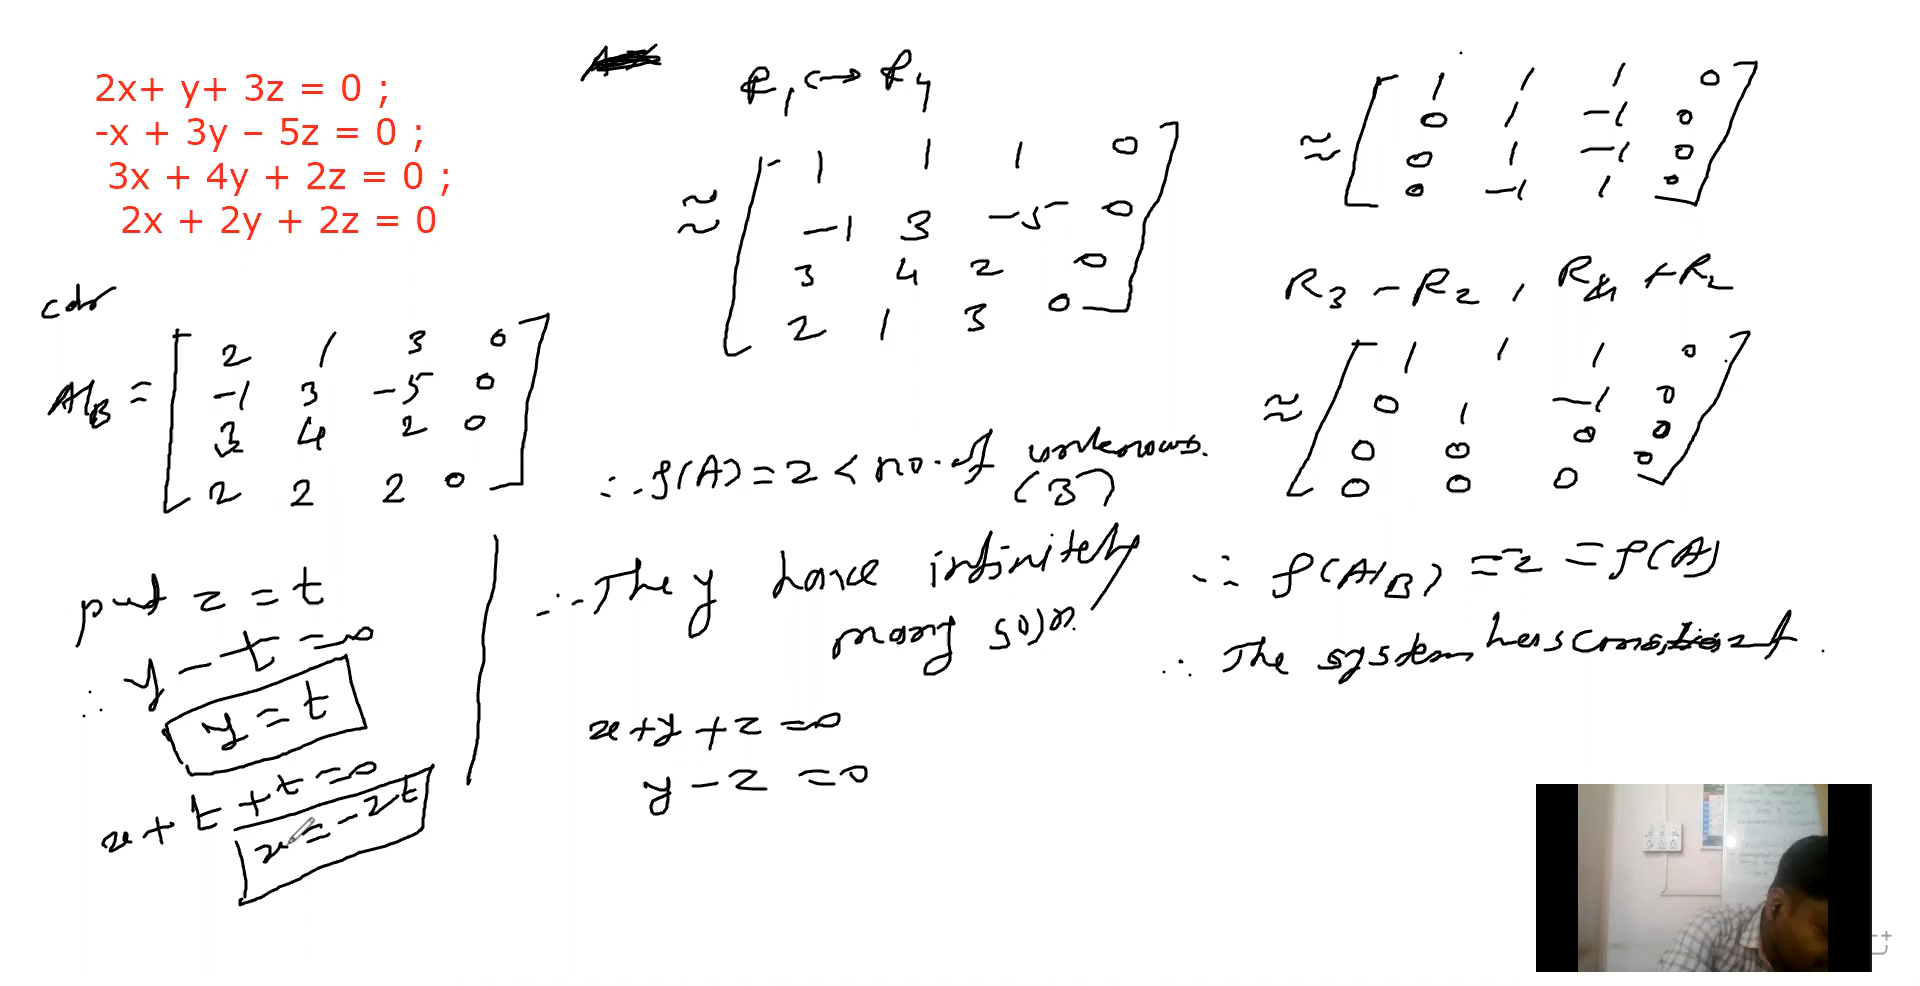 2x+ y+ 3z = 0 ;
-x + 3y – 5z = 0 ;
3x + 4y + 2z = 0 ;
2x + 2y + 2z = 0
A|B = [ 2 1 3 0
-1 3 -5 0
3 4 2 0
2 2 2 0 ]
R1 ↔ R4
≈ [ 1 1 1 0
-1 3 -5 0
3 4 2 0
2 1 3 0 ]
≈ [ 1 1 1 0
0 1 -1 0
0 1 -1 0
0 -1 1 0 ]
R3 - R2 , R4 + R2
≈ [ 1 1 1 0
0 1 -1 0
0 0 0 0
0 0 0 0 ]
∴ ρ(A|B) = 2 = ρ(A)
∴ The system has consistent.
∴ ρ(A) = 2 < no. of unknowns.
(3)
∴ They have infinitely
many soln.
x + y + z = 0
y - z = 0
put z = t
∴ y - t = 0
y = t
x + t + t = 0
x = -2t